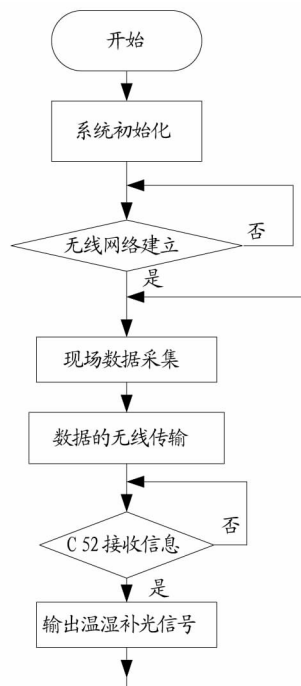 开始
系统初始化
无线网络建立
否
是
现场数据采集
数据的无线传输
C 52接收信息
否
是
输出温湿补光信号